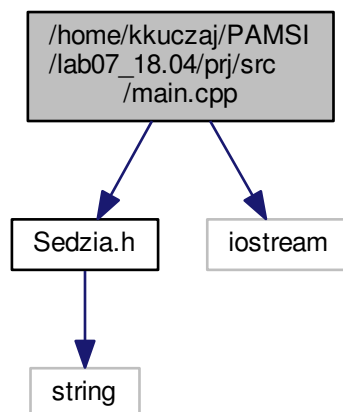 /home/kkuczaj/PAMSI
/lab07_18.04/prj/src
/main.cpp
Sedzia.h
iostream
string